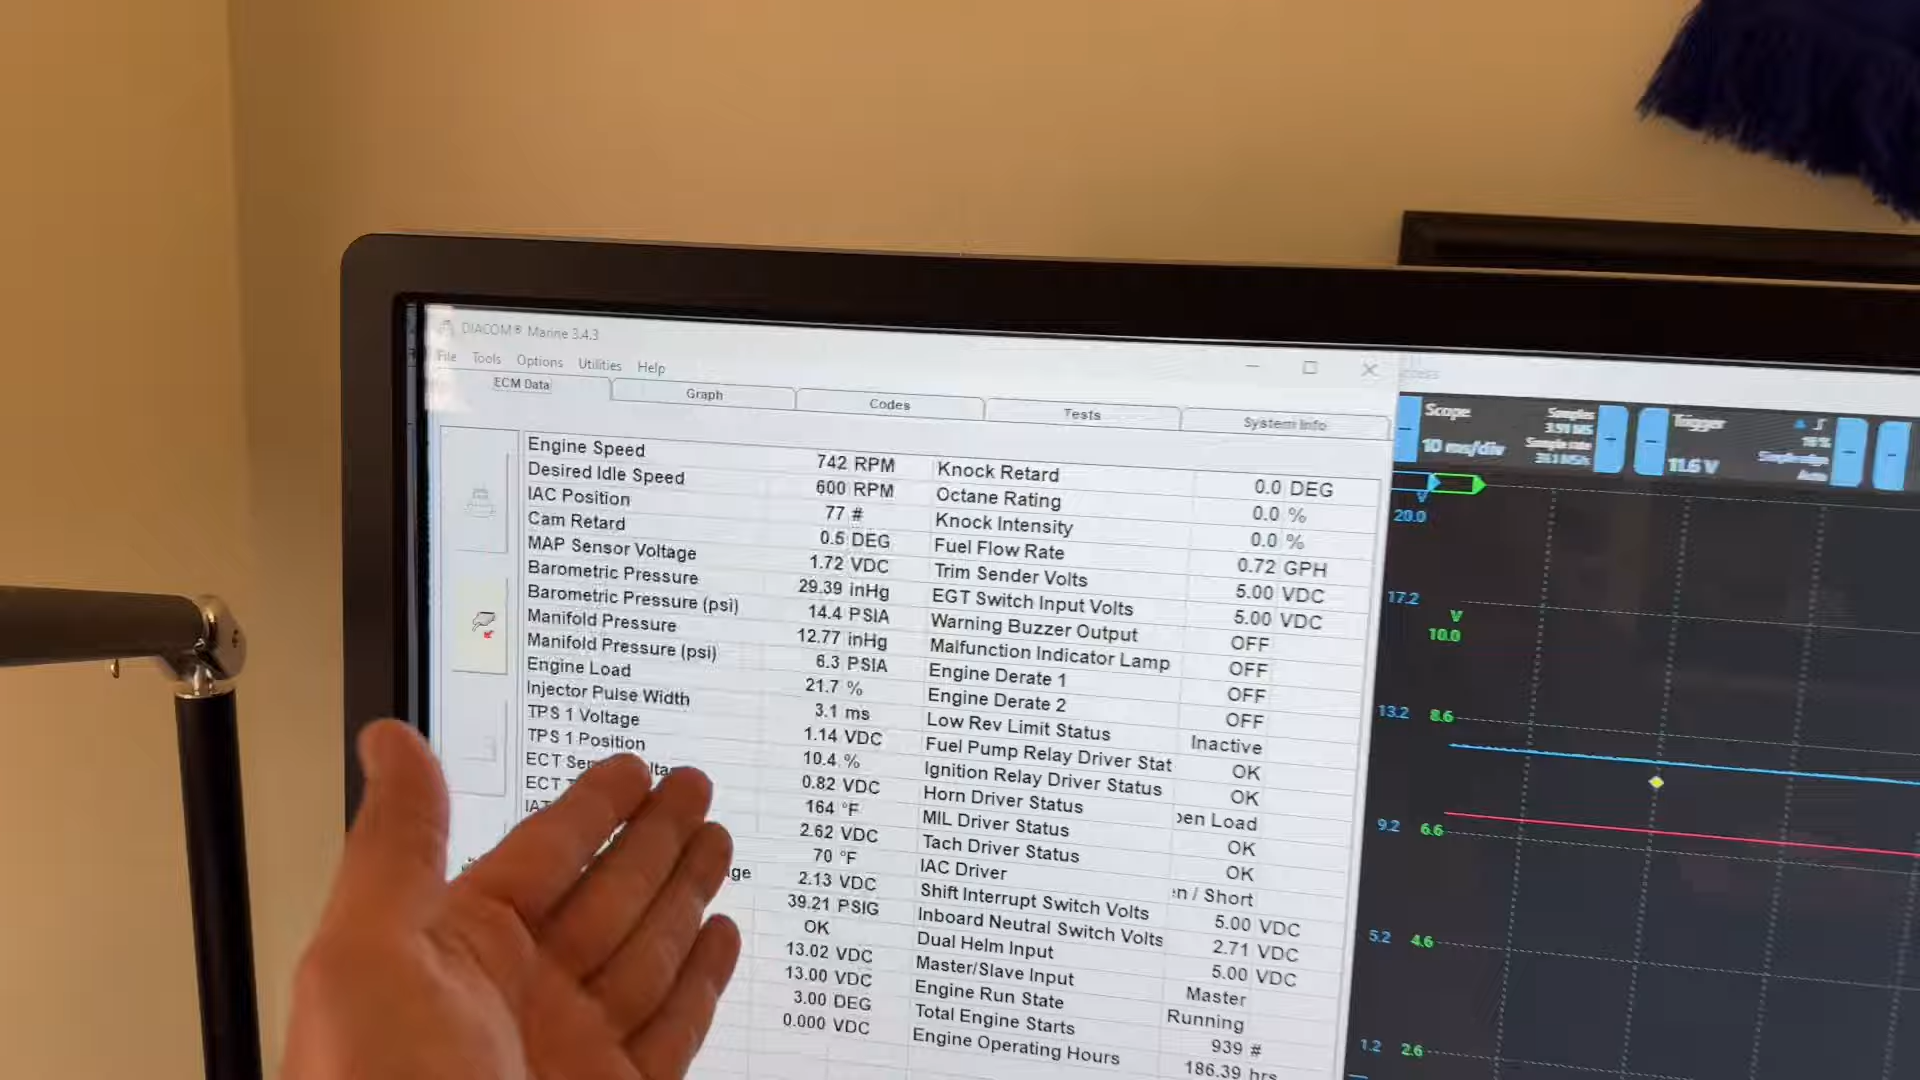 DIACOM® Marine 3.4.3
File Tools Options Utilities Help
ECM Data Graph Codes Tests System Info
Engine Speed 742 RPM
Desired Idle Speed 600 RPM
IAC Position 77 #
Cam Retard 0.5 DEG
MAP Sensor Voltage 1.72 VDC
Barometric Pressure 29.39 inHg
Barometric Pressure (psi) 14.4 PSIA
Manifold Pressure 12.77 inHg
Manifold Pressure (psi) 6.3 PSIA
Engine Load 21.7 %
Injector Pulse Width 3.1 ms
TPS 1 Voltage 1.14 VDC
TPS 1 Position 10.4 %
ECT 0.82 VDC
ECT 164 °F
IAT 2.62 VDC
70 °F
2.13 VDC
39.21 PSIG
OK
13.02 VDC
13.00 VDC
3.00 DEG
0.000 VDC
Knock Retard 0.0 DEG
Octane Rating 0.0 %
Knock Intensity 0.0 %
Fuel Flow Rate 0.72 GPH
Trim Sender Volts 5.00 VDC
EGT Switch Input Volts 5.00 VDC
Warning Buzzer Output OFF
Malfunction Indicator Lamp OFF
Engine Derate 1 OFF
Engine Derate 2 OFF
Low Rev Limit Status Inactive
Fuel Pump Relay Driver Stat OK
Ignition Relay Driver Status OK
Horn Driver Status pen Load
MIL Driver Status OK
Tach Driver Status OK
IAC Driver n / Short
Shift Interrupt Switch Volts 5.00 VDC
Inboard Neutral Switch Volts 2.71 VDC
Dual Helm Input 5.00 VDC
Master/Slave Input Master
Engine Run State Running
Total Engine Starts 939 #
Engine Operating Hours 186.39 hrs
Scope
10 ms/div
Samples
3.91 MS
Sample rate
Trigger
11.6 V
Auto
20.0
17.2
V
10.0
13.2 8.6
9.2 6.6
5.2 4.6
1.2 2.6